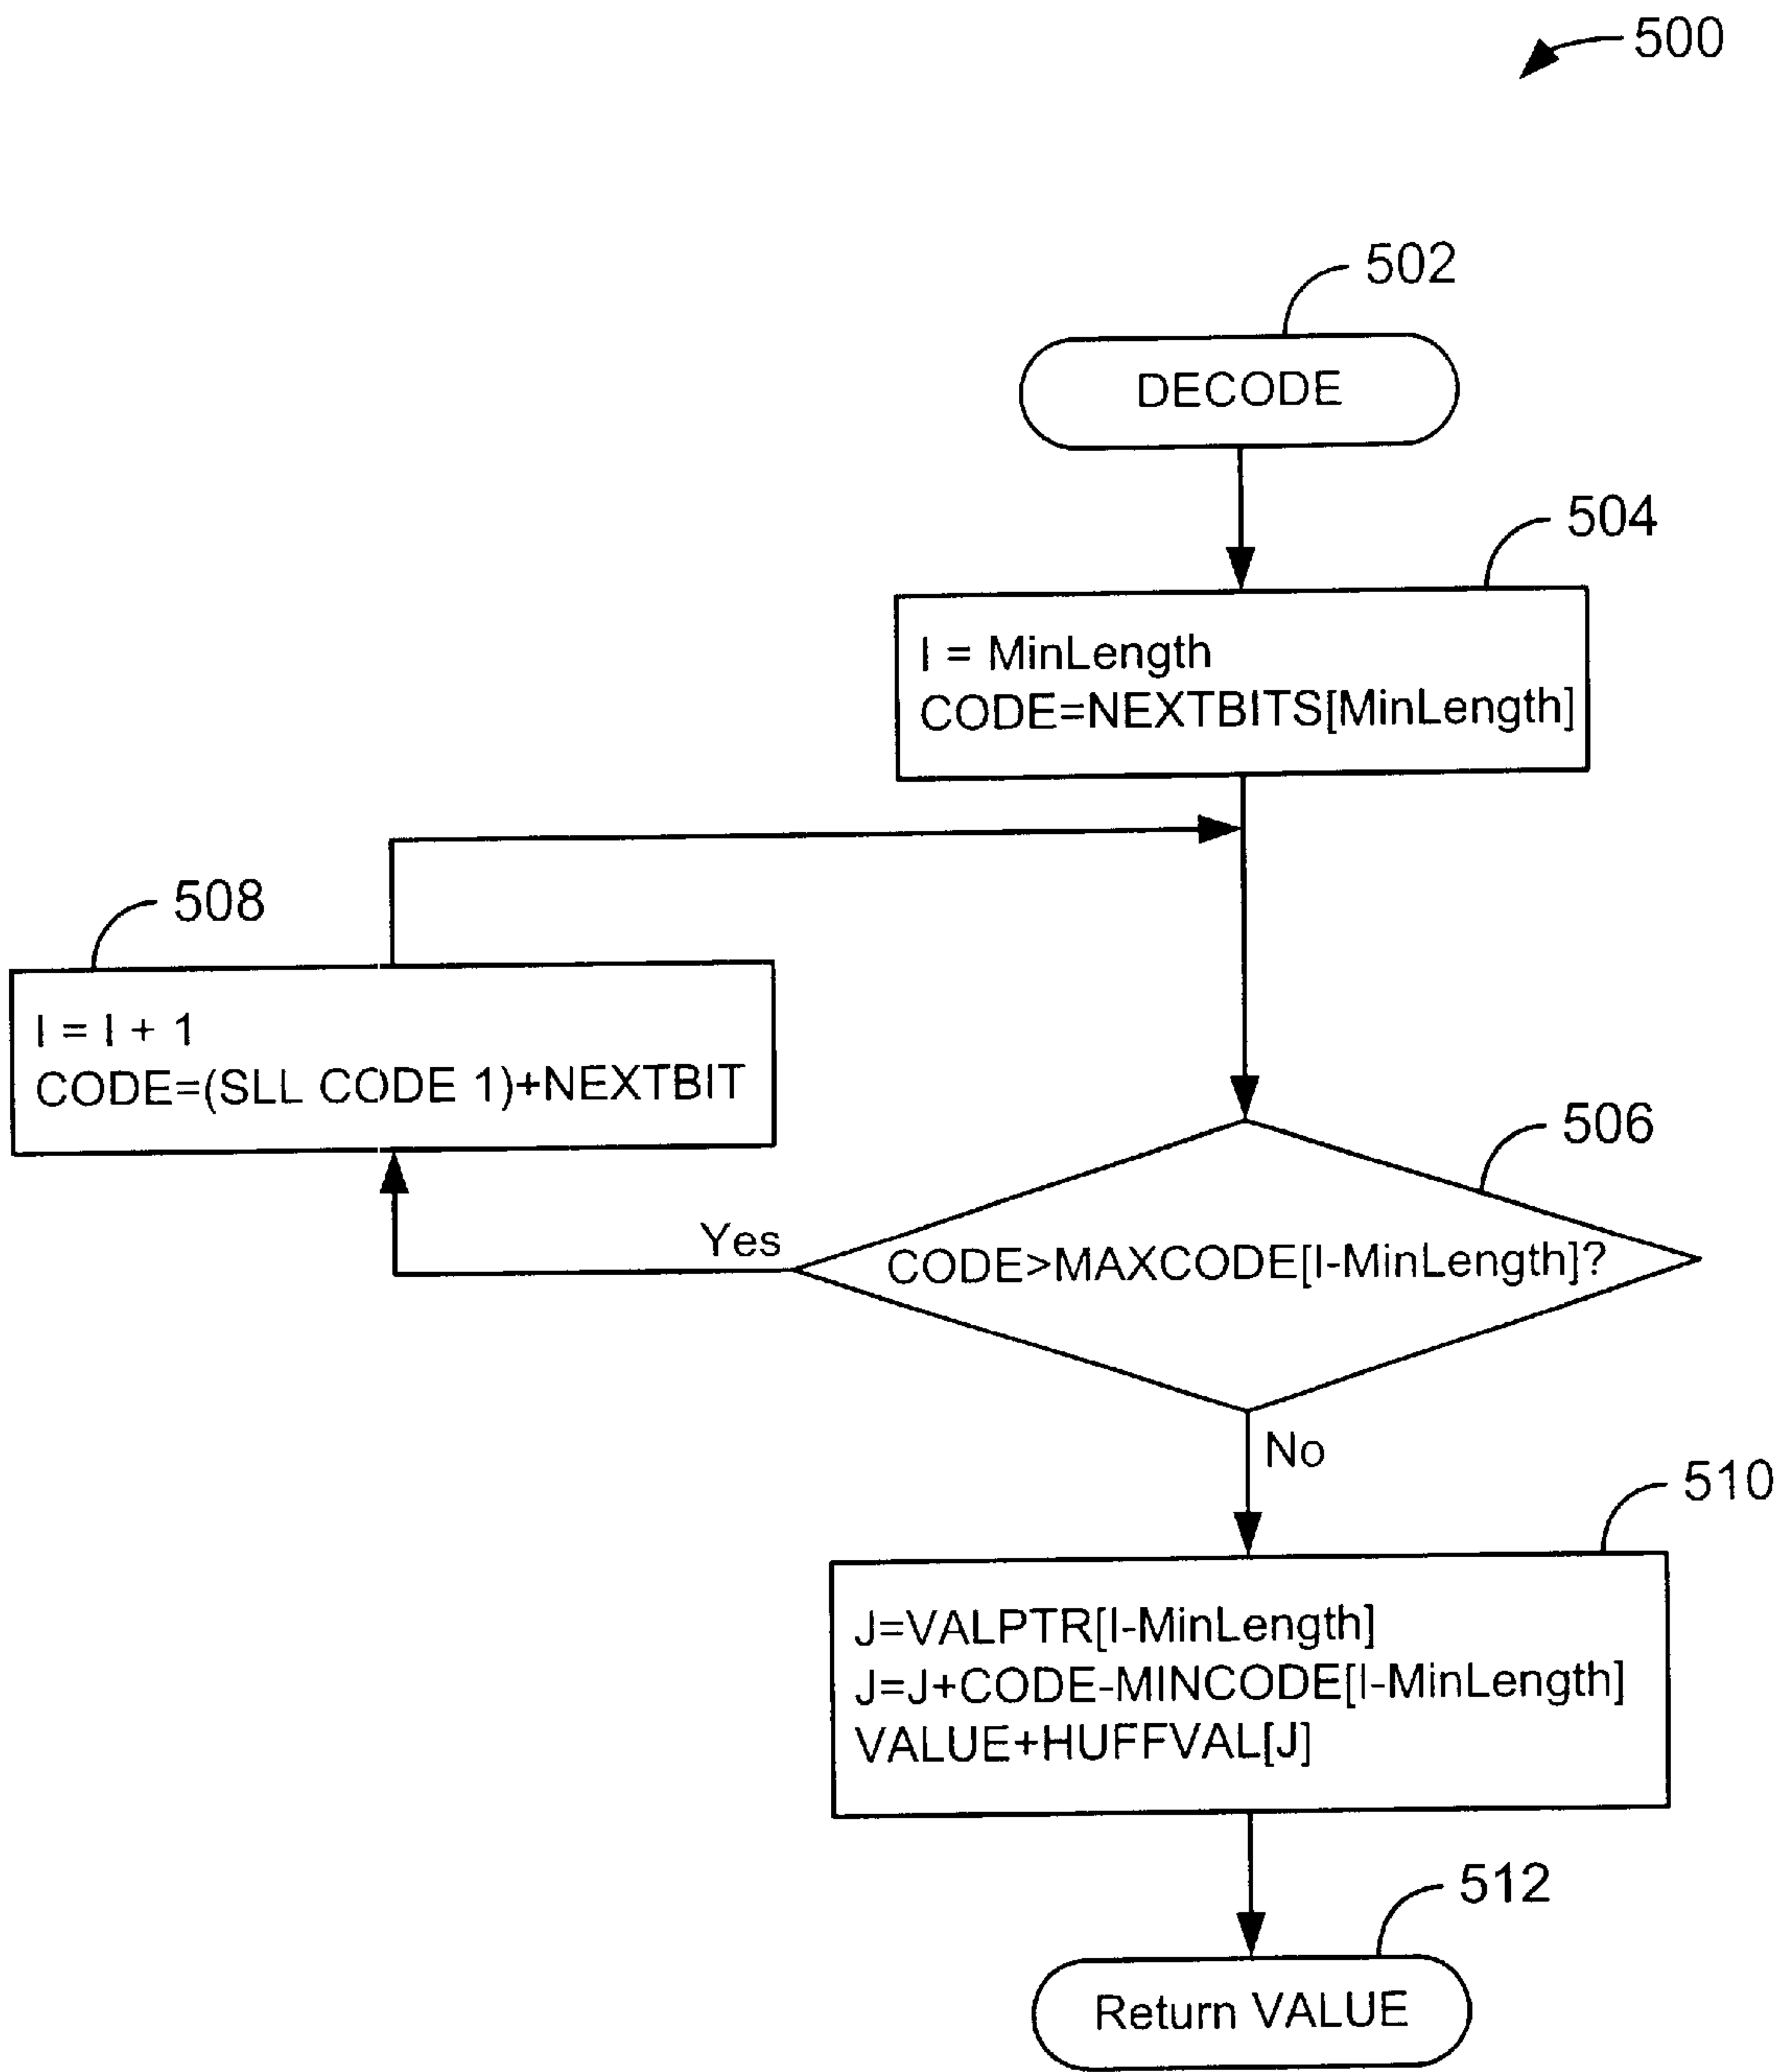 500
502
DECODE
504
I = MinLength
CODE=NEXTBITS[MinLength]
508
I = I + 1
CODE=(SLL CODE 1)+NEXTBIT
506
Yes
CODE>MAXCODE[I-MinLength]?
No
510
J=VALPTR[I-MinLength]
J=J+CODE-MINCODE[I-MinLength]
VALUE+HUFFVAL[J]
512
Return VALUE